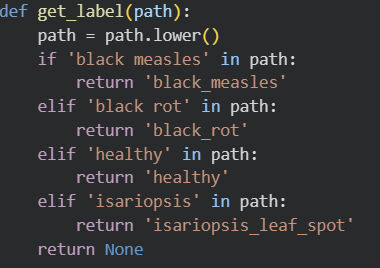 def get_label(path):
    path = path.lower()
    if 'black measles' in path:
        return 'black_measles'
    elif 'black rot' in path:
        return 'black_rot'
    elif 'healthy' in path:
        return 'healthy'
    elif 'isariopsis' in path:
        return 'isariopsis_leaf_spot'
    return None